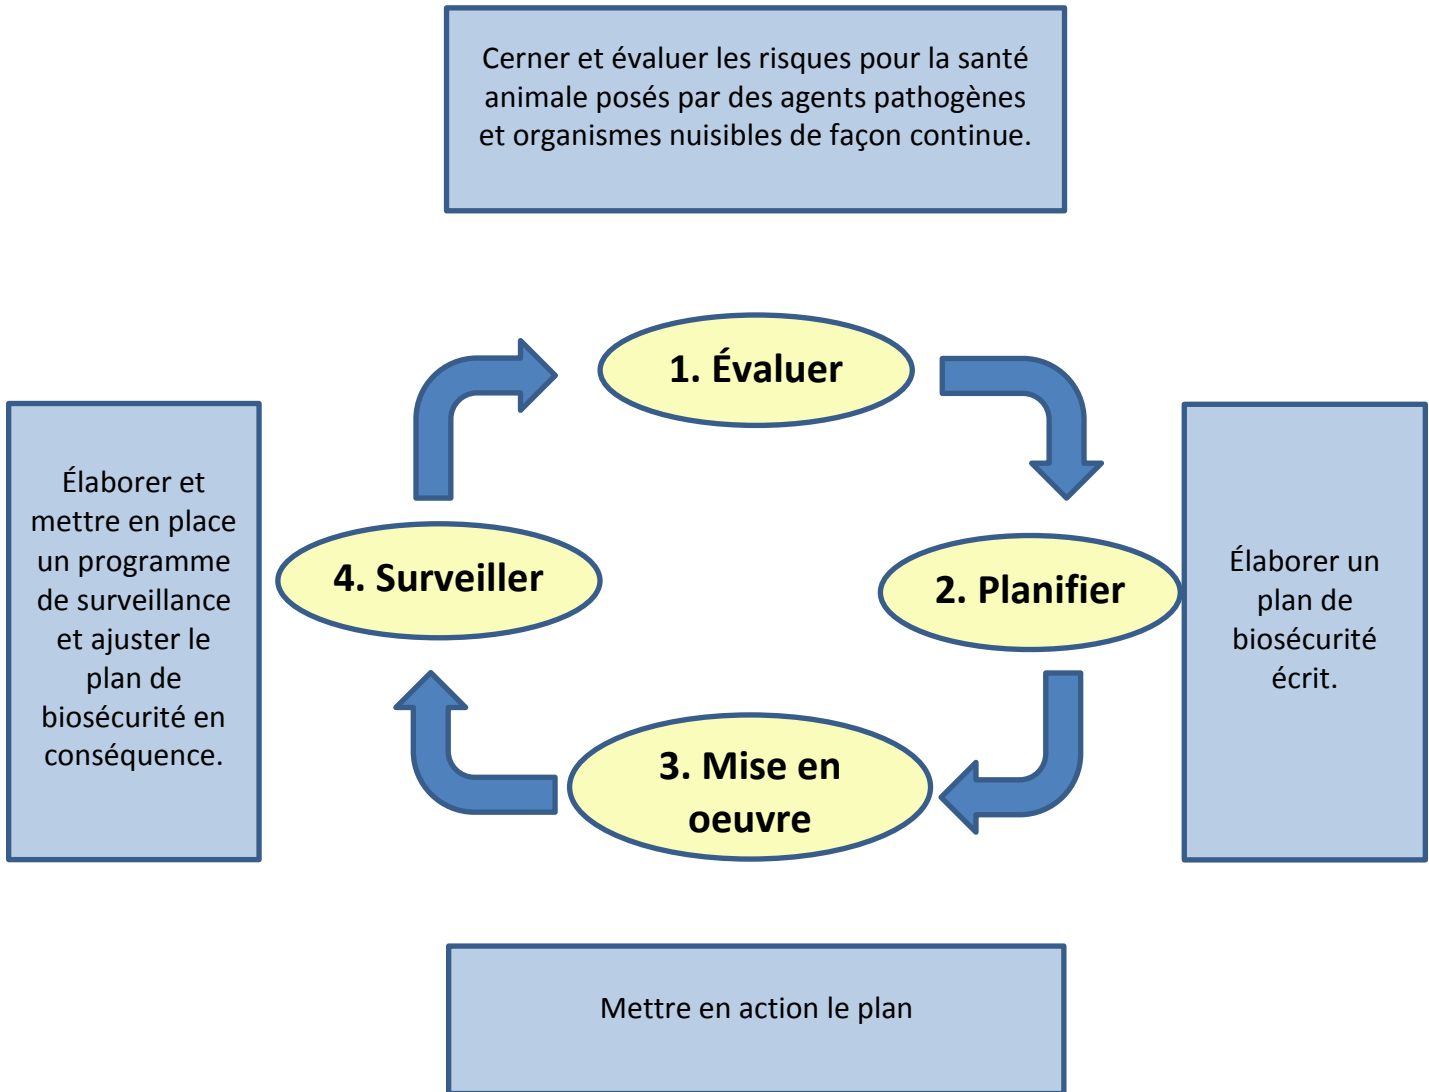 Cerner et évaluer les risques pour la santé
animale posés par des agents pathogènes
et organismes nuisibles de façon continue.
1. Évaluer
2. Planifier
Élaborer un
plan de
biosécurité
écrit.
3. Mise en
oeuvre
Mettre en action le plan
4. Surveiller
Élaborer et
mettre en place
un programme
de surveillance
et ajuster le
plan de
biosécurité en
conséquence.